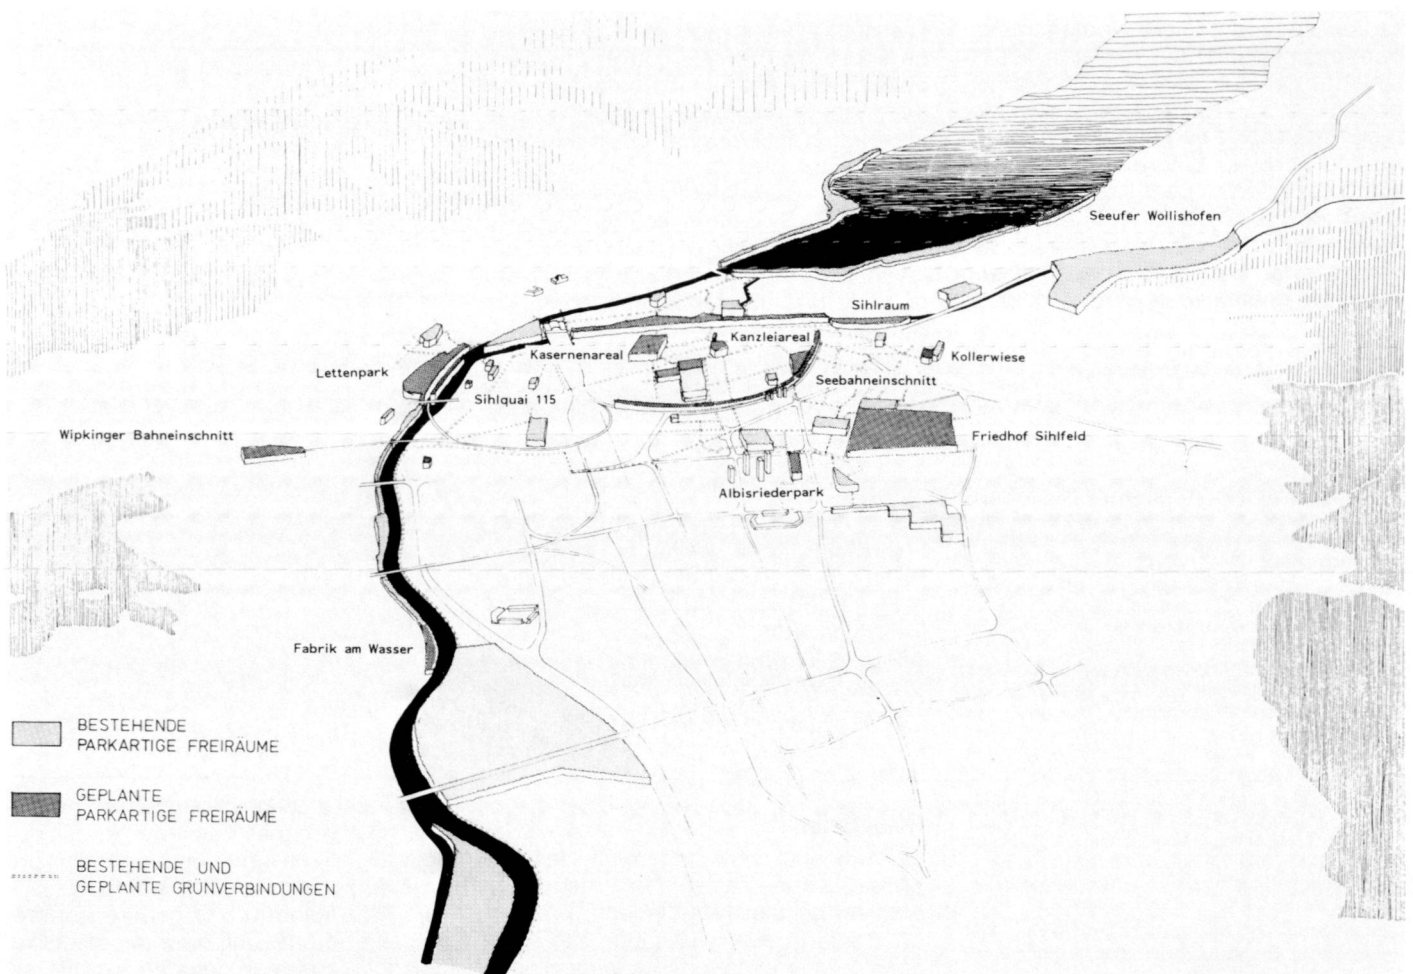 Seeufer Wollishofen
Sihlraum
Kasernenareal
Kanzleiareal
Kollerwiese
Lettenpark
Seebahneinschnitt
Sihlquai 115
Wipkinger Bahneinschnitt
Friedhof Sihlfeld
Albisriederpark
Fabrik am Wasser
BESTEHENDE
PARKARTIGE FREIRÄUME
GEPLANTE
PARKARTIGE FREIRÄUME
BESTEHENDE UND
GEPLANTE GRÜNVERBINDUNGEN